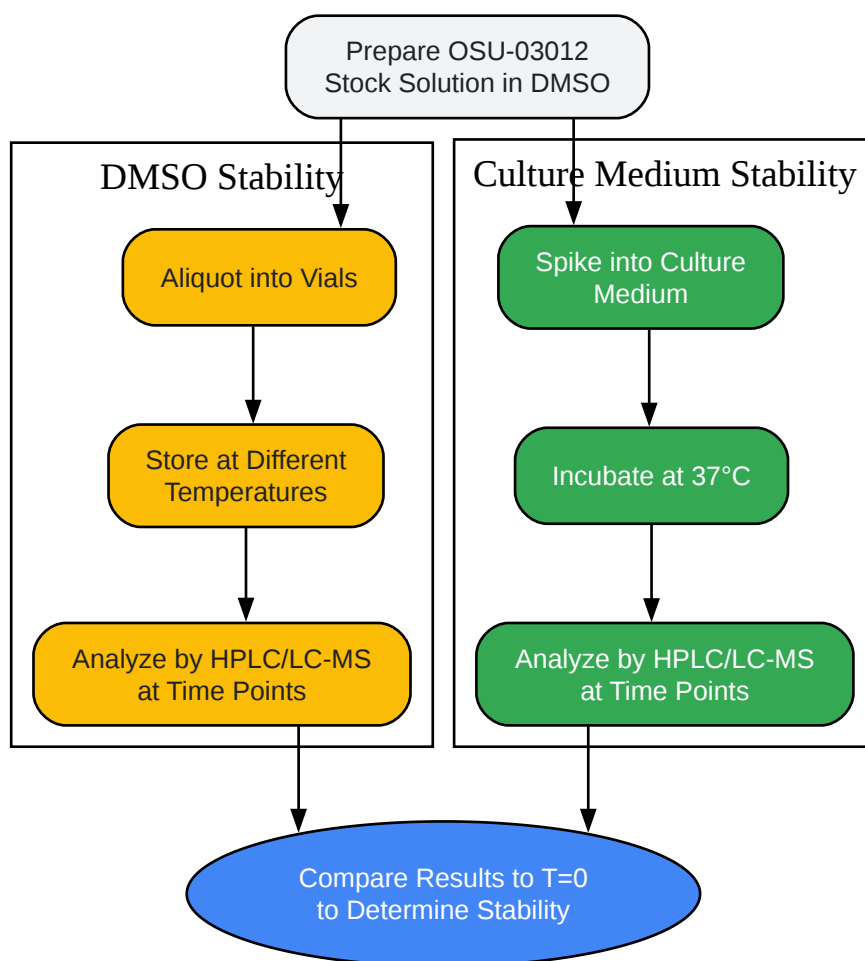 Prepare OSU-03012
Stock Solution in DMSO
DMSO Stability
Aliquot into Vials
Store at Different
Temperatures
Analyze by HPLC/LC-MS
at Time Points
Culture Medium Stability
Spike into Culture
Medium
Incubate at 37°C
Analyze by HPLC/LC-MS
at Time Points
Compare Results to T=0
to Determine Stability